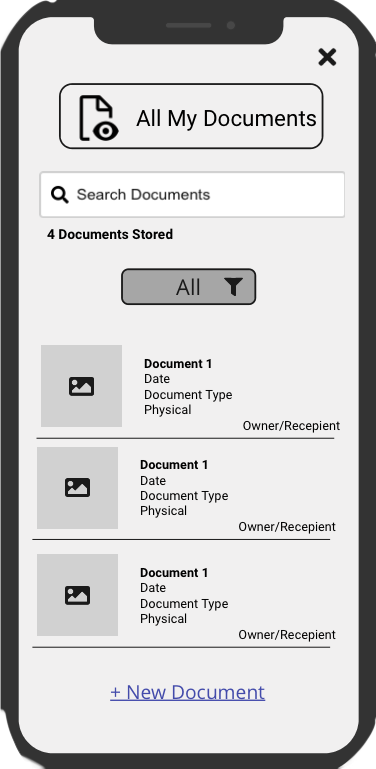 All My Documents
Search Documents
4 Documents Stored
All
Document 1
Date
Document Type
Physical
Owner/Recepient
Document 1
Date
Document Type
Physical
Owner/Recepient
Document 1
Date
Document Type
Physical
Owner/Recepient
+ New Document